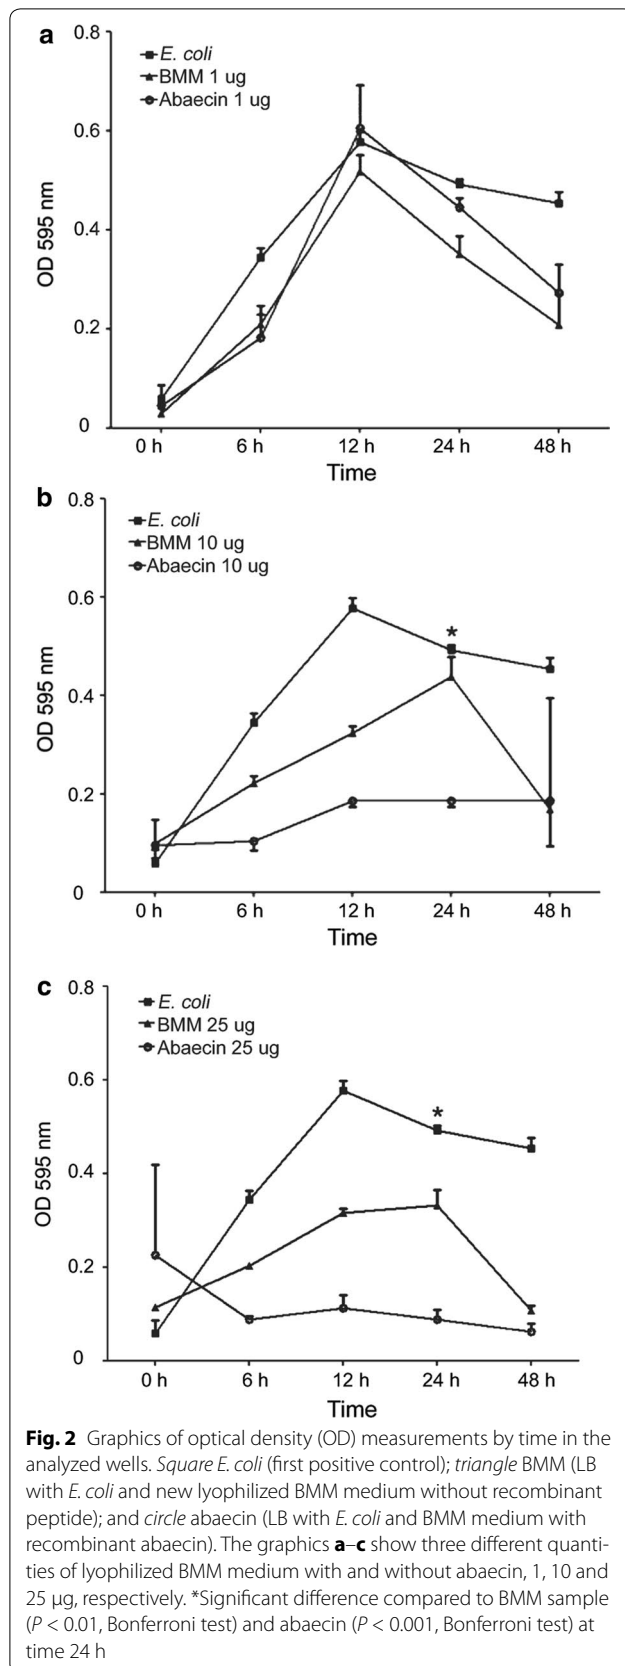 a
0.8
E. coli
BMM 1 ug
Abaecin 1 ug
0.6
0.4
0.2
0
OD 595 nm
0 h 6 h 12 h 24 h 48 h
Time
b
0.8
E. coli
BMM 10 ug
Abaecin 10 ug
0.6
*
0.4
0.2
0
OD 595 nm
0 h 6 h 12 h 24 h 48 h
Time
c
0.8
E. coli
BMM 25 ug
Abaecin 25 ug
0.6
*
0.4
0.2
0
OD 595 nm
0 h 6 h 12 h 24 h 48 h
Time
Fig. 2 Graphics of optical density (OD) measurements by time in the
analyzed wells. Square E. coli (first positive control); triangle BMM (LB
with E. coli and new lyophilized BMM medium without recombinant
peptide); and circle abaecin (LB with E. coli and BMM medium with
recombinant abaecin). The graphics a–c show three different quanti-
ties of lyophilized BMM medium with and without abaecin, 1, 10 and
25 µg, respectively. *Significant difference compared to BMM sample
(P < 0.01, Bonferroni test) and abaecin (P < 0.001, Bonferroni test) at
time 24 h